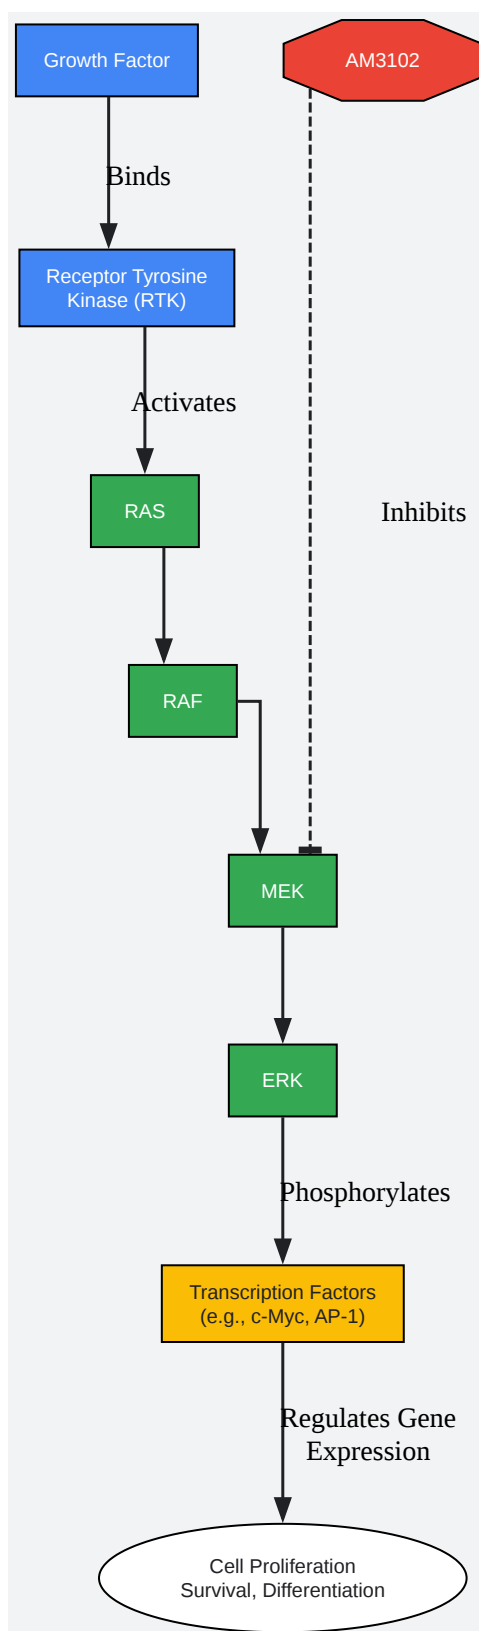 Growth Factor
AM3102
Binds
Receptor Tyrosine
Kinase (RTK)
Activates
RAS
Inhibits
RAF
MEK
ERK
Phosphorylates
Transcription Factors
(e.g., c-Myc, AP-1)
Regulates Gene
Expression
Cell Proliferation
Survival, Differentiation